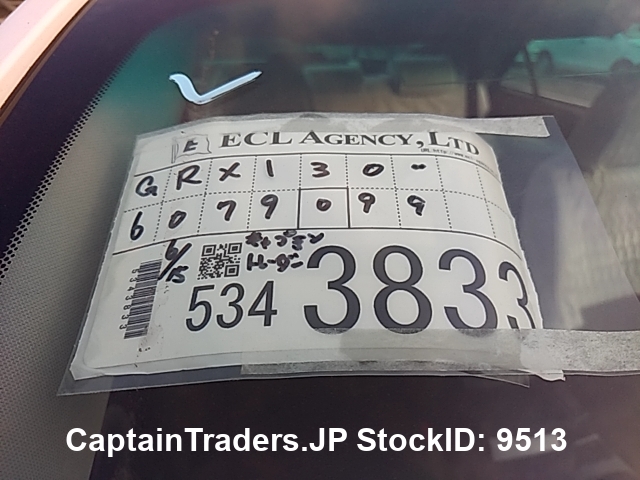 E ECL AGENCY, LTD
GRX130-
6079099
6/15
キャプテン
トレーダー
534 3833
CaptainTraders.JP StockID: 9513